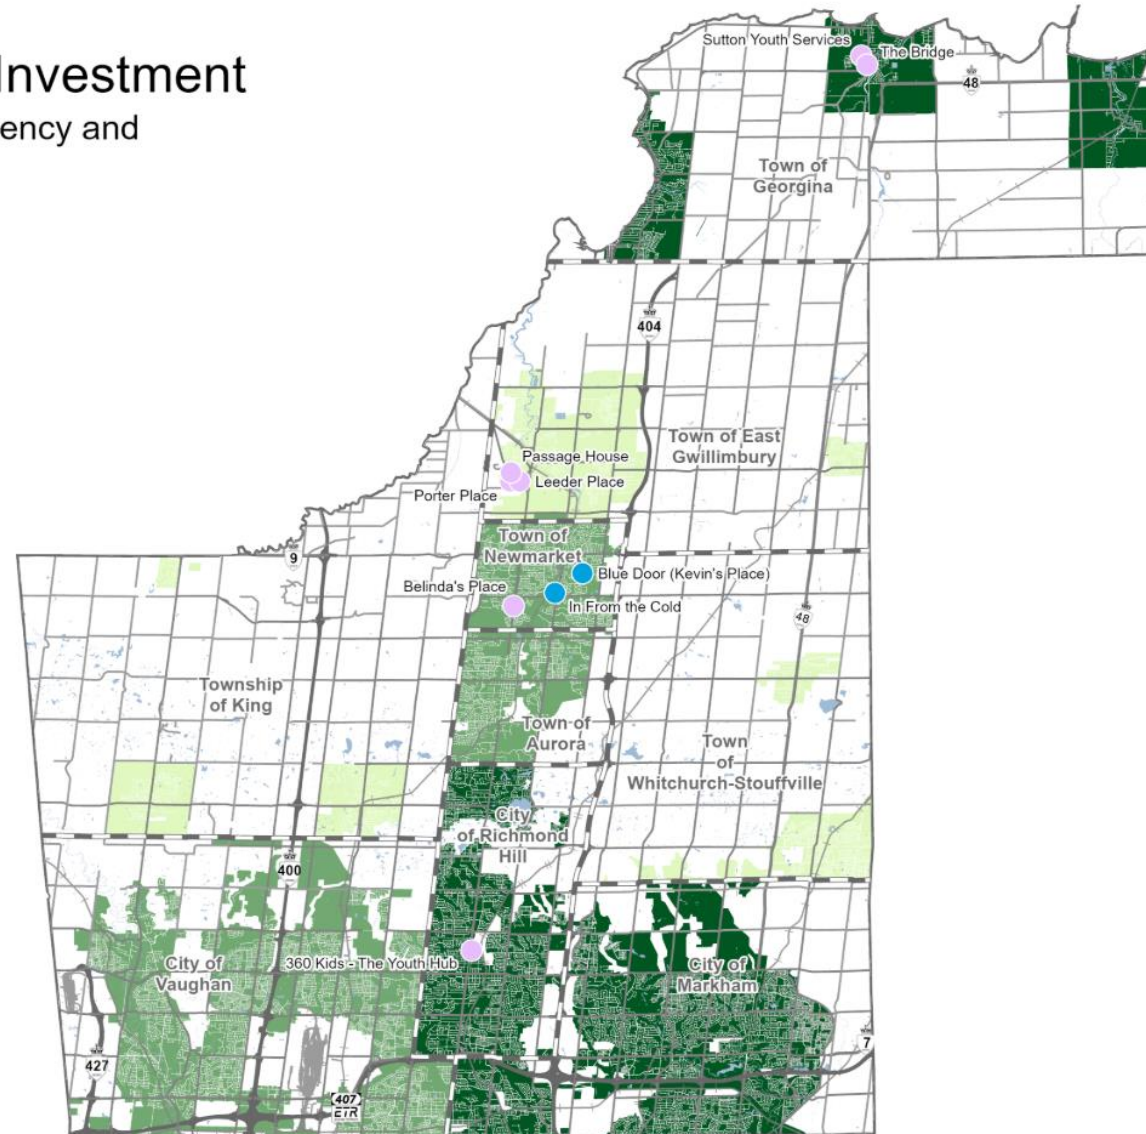 Investment
ency and
Sutton Youth Services
The Bridge
48
Town of
Georgina
404
Town of East
Gwillimbury
Passage House
Leeder Place
Porter Place
Town of
Newmarket
9
Blue Door (Kevin's Place)
Belinda's Place
In From the Cold
48
Township
of King
Town of
Aurora
Town
of
Whitchurch-Stouffville
City
of Richmond
Hill
400
360 Kids - The Youth Hub
City of
Vaughan
City of
Markham
7
427
407
ETR